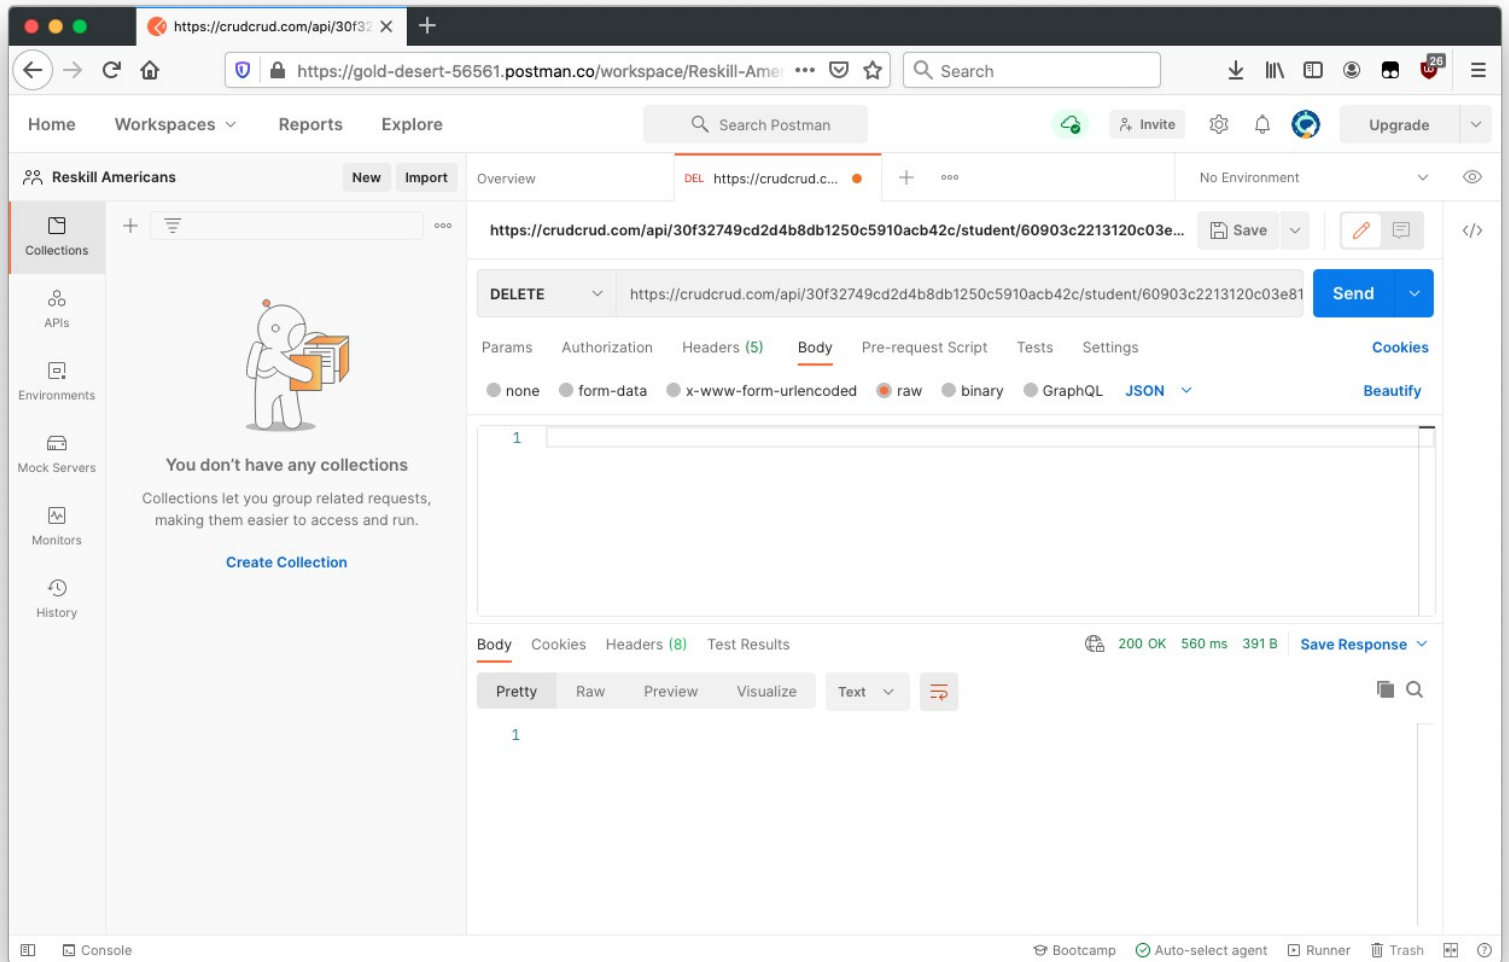 https://crudcrud.com/api/30f32
https://gold-desert-56561.postman.co/workspace/Reskill-Amer
Search
26
Home Workspaces Reports Explore
Search Postman
Invite
Upgrade
Reskill Americans New Import
Overview
DEL https://crudcrud.c...
No Environment
Collections
APIs
Environments
Mock Servers
Monitors
History
You don’t have any collections
Collections let you group related requests,
making them easier to access and run.
Create Collection
https://crudcrud.com/api/30f32749cd2d4b8db1250c5910acb42c/student/60903c2213120c03e...
Save
</>
DELETE https://crudcrud.com/api/30f32749cd2d4b8db1250c5910acb42c/student/60903c2213120c03e81 Send
Params Authorization Headers (5) Body Pre-request Script Tests Settings Cookies
none form-data x-www-form-urlencoded raw binary GraphQL JSON Beautify
1
Body Cookies Headers (8) Test Results 200 OK 560 ms 391 B Save Response
Pretty Raw Preview Visualize Text
1
Console
Bootcamp Auto-select agent Runner Trash